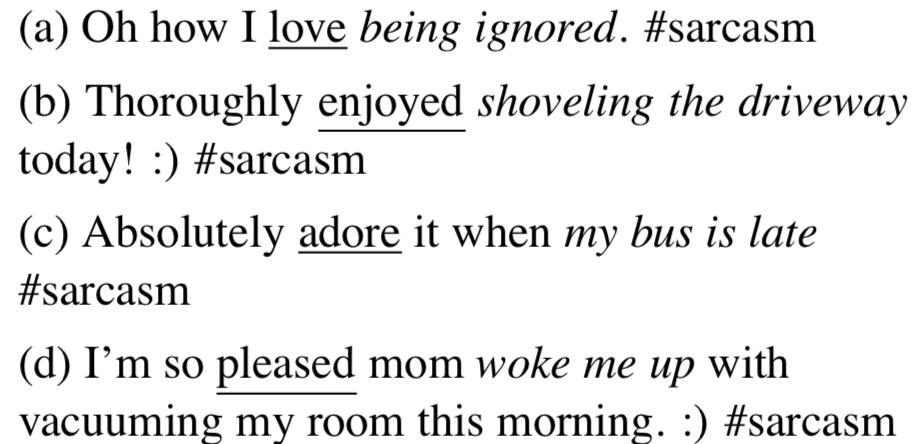 (a) Oh how I love being ignored. #sarcasm
(b) Thoroughly enjoyed shoveling the driveway
today! :) #sarcasm
(c) Absolutely adore it when my bus is late
#sarcasm
(d) I’m so pleased mom woke me up with
vacuuming my room this morning. :) #sarcasm